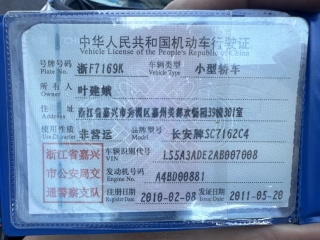 中华人民共和国机动车行驶证
Vehicle License of the People's Republic of China
号牌号码 浙F7169K 车辆类型 小型轿车
Plate No. Vehicle Type
所有人 叶建娥
Owner
住址 浙江省嘉兴市秀洲区嘉州美都欢畅园39幢301室
Address
使用性质 非营运 品牌型号 长安牌SC7162C4
Use Character Model
浙江省嘉兴市公安局交通警察支队
车辆识别代号 LS5A3ADE2AB007008
VIN
发动机号码 A4BD00881
Engine No.
注册日期 2010-02-08 发证日期 2011-05-20
Register Date Issue Date